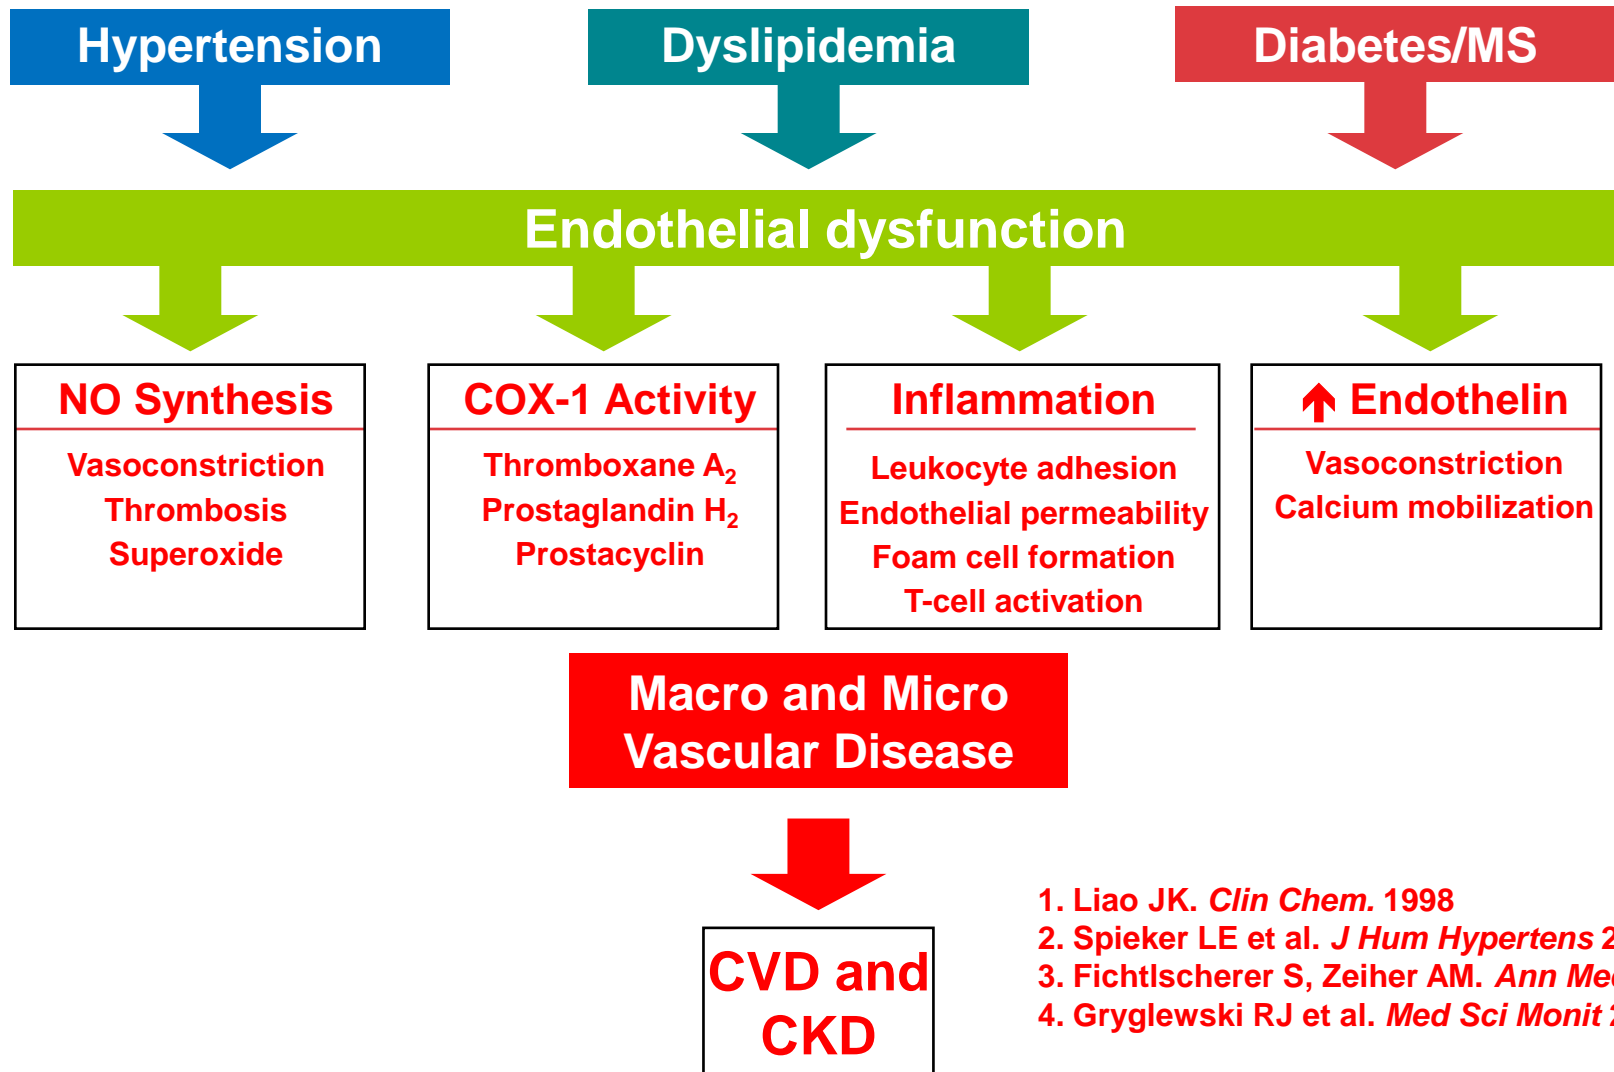 Hypertension
Dyslipidemia
Diabetes/MS
Endothelial dysfunction
NO Synthesis
Vasoconstriction
Thrombosis
Superoxide
COX-1 Activity
Thromboxane A₂
Prostaglandin H₂
Prostacyclin
Inflammation
Leukocyte adhesion
Endothelial permeability
Foam cell formation
T-cell activation
Endothelin
Vasoconstriction
Calcium mobilization
Macro and Micro
Vascular Disease
CVD and
CKD
1. Liao JK. Clin Chem. 1998
2. Spieker LE et al. J Hum Hypertens
3. Fichtlscherer S, Zeiher AM. Ann
4. Gryglewski RJ et al. Med Sci Monit